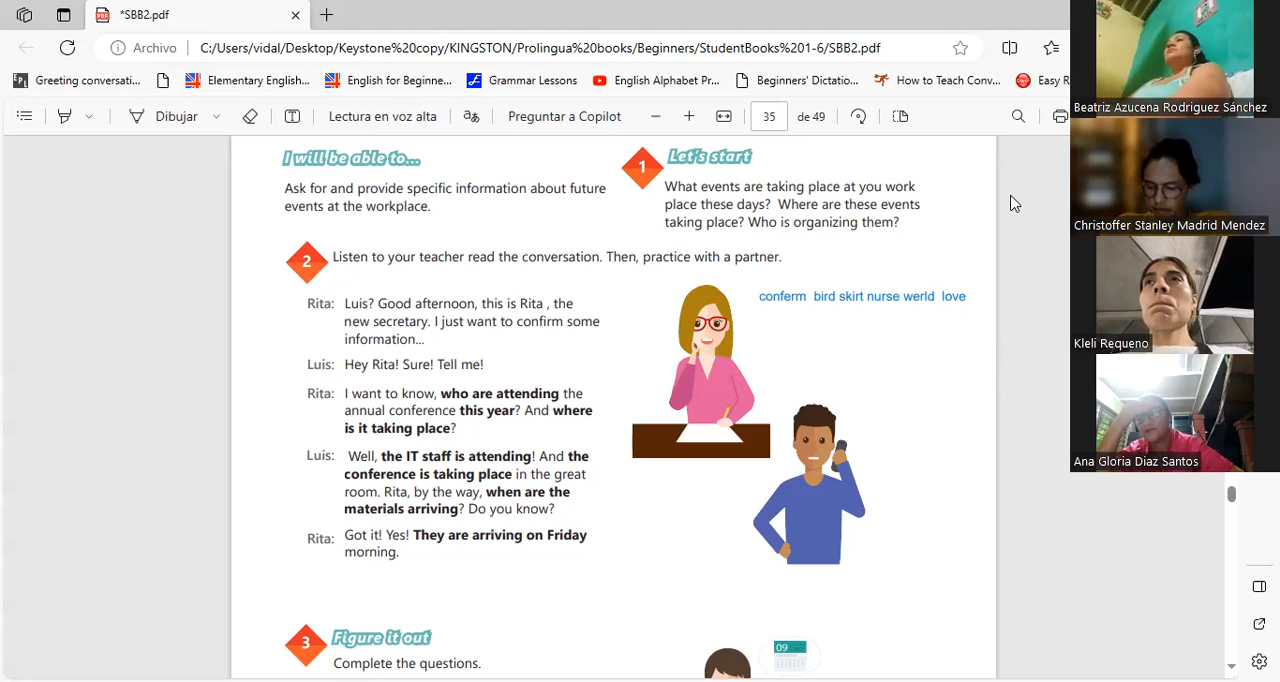 *SBB2.pdf
Archivo
C:/Users/vidal/Desktop/Keystone%20copy/KINGSTON/Prolingua%20books/Beginners/StudentBooks%201-6/SBB2.pdf
Greeting conversati... Elementary English... English for Beginne... Grammar Lessons English Alphabet Pr... Beginners' Dictatio... How to Teach Conv... Easy R
Dibujar Lectura en voz alta Preguntar a Copilot 35 de 49
I will be able to...
Ask for and provide specific information about future
events at the workplace.
1 Let's start
What events are taking place at you work
place these days? Where are these events
taking place? Who is organizing them?
2 Listen to your teacher read the conversation. Then, practice with a partner.
Rita: Luis? Good afternoon, this is Rita , the
new secretary. I just want to confirm some
information...
Luis: Hey Rita! Sure! Tell me!
Rita: I want to know, who are attending the
annual conference this year? And where
is it taking place?
Luis: Well, the IT staff is attending! And the
conference is taking place in the great
room. Rita, by the way, when are the
materials arriving? Do you know?
Rita: Got it! Yes! They are arriving on Friday
morning.
conferm bird skirt nurse werld love
3 Figure it out
Complete the questions.
09
Beatriz Azucena Rodriguez Sánchez
Christoffer Stanley Madrid Mendez
Kleli Requeno
Ana Gloria Diaz Santos